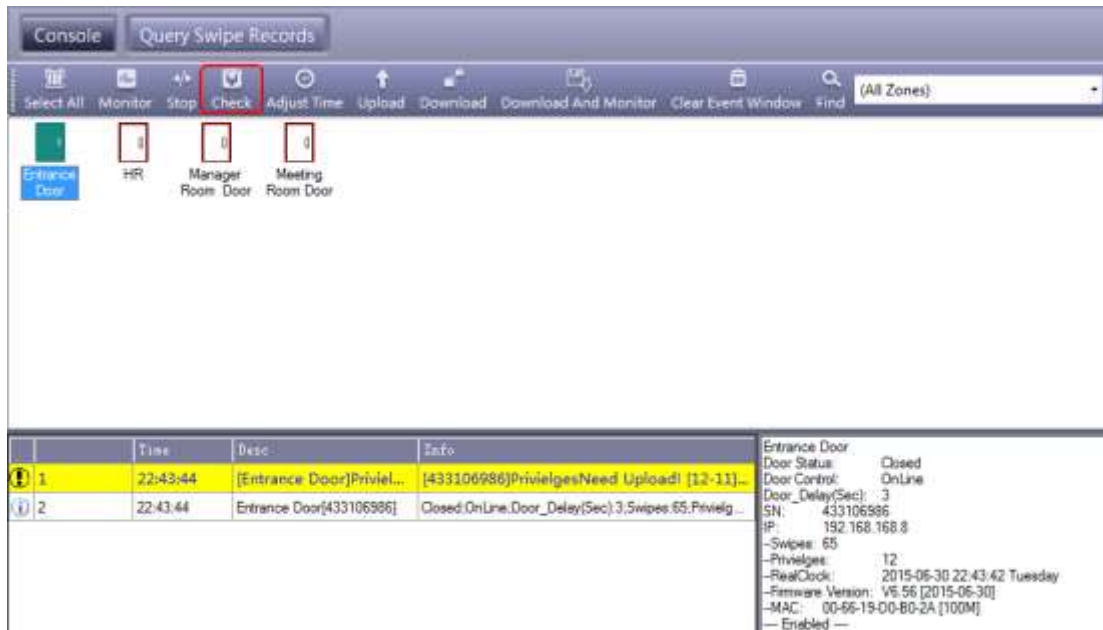 Console Query Swipe Records
Select All Monitor Stop Check Adjust Time Upload Download Download And Monitor Clear Event Window Find (All Zones)
Entrance Door
HR
Manager Room Door
Meeting Room Door
Time Desc Info
1 22:43:44 [Entrance Door]Priviel... [433106986]PrivielgesNeed Upload! [12-11]...
2 22:43:44 Entrance Door[433106986] Closed;OnLine;Door_Delay(Sec):3;Swipes:65;Privielg...
Entrance Door
Door Status: Closed
Door Control: OnLine
Door_Delay(Sec): 3
SN: 433106986
IP: 192.168.168.8
--Swipes: 65
--Privielges: 12
--RealClock: 2015-06-30 22:43:42 Tuesday
--Firmware Version: V6.56 [2015-06-30]
--MAC: 00-66-19-D0-B0-2A [100M]
--- Enabled ---